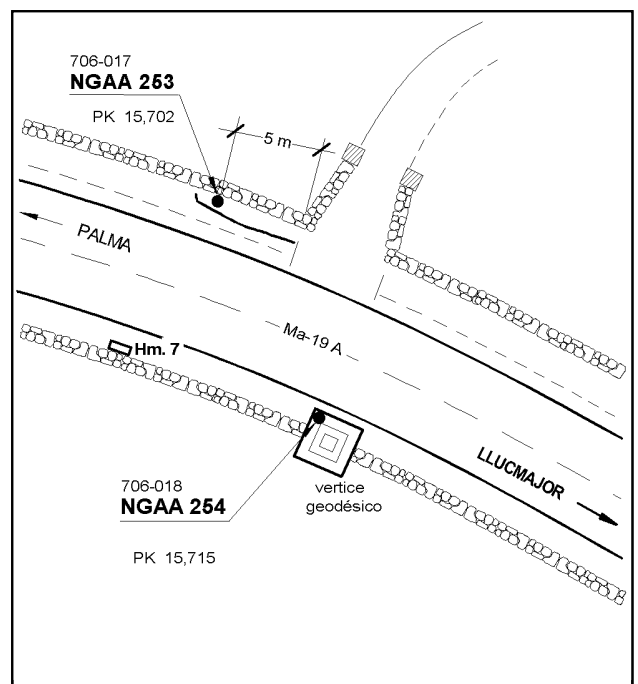 706-017
NGAA 253
PK 15,702
5 m
PALMA
Ma-19 A
Hm. 7
LLUCMAJOR
706-018
NGAA 254
vertice
geodésico
PK 15,715